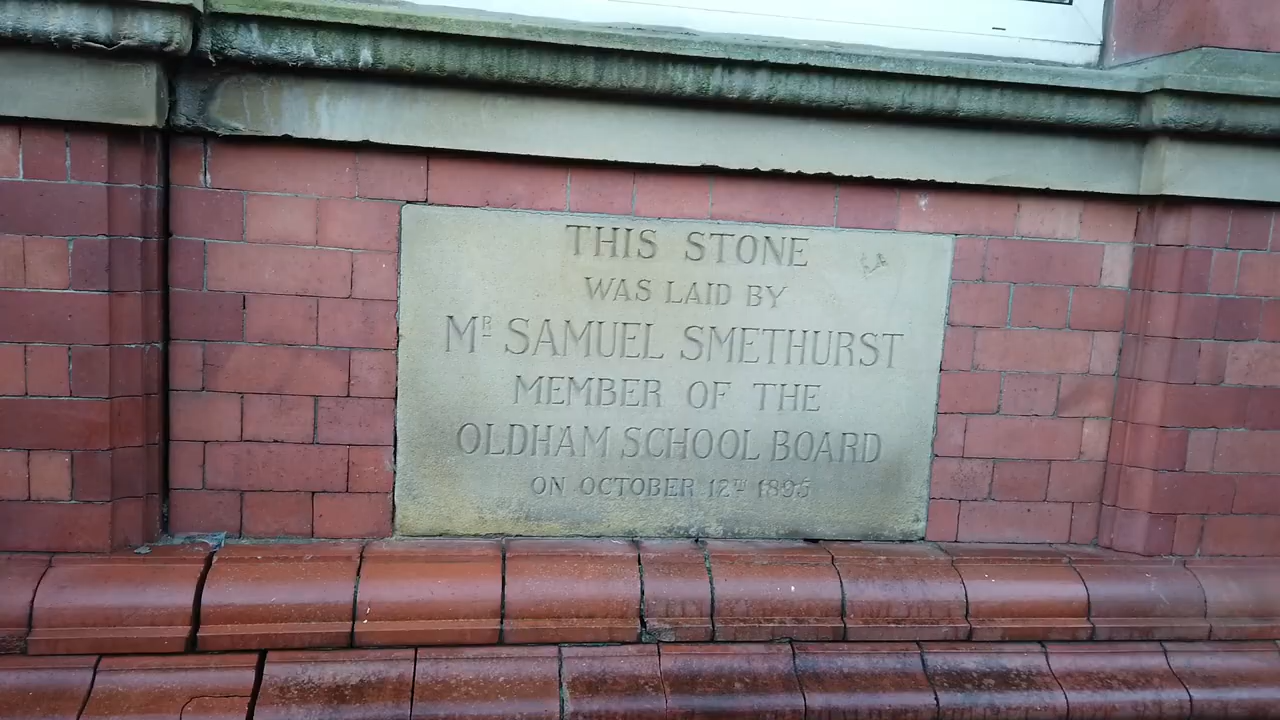 THIS STONE
WAS LAID BY
MR SAMUEL SMETHURST
MEMBER OF THE
OLDHAM SCHOOL BOARD
ON OCTOBER 12TH 1895